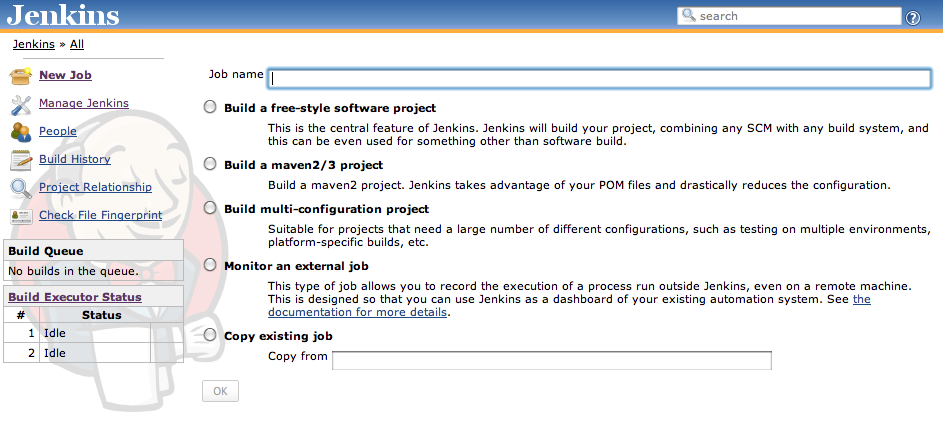 Jenkins
search
Jenkins » All
New Job
Manage Jenkins
People
Build History
Project Relationship
Check File Fingerprint
Build Queue
No builds in the queue.
Build Executor Status
# Status
1 Idle
2 Idle
Job name
Build a free-style software project
This is the central feature of Jenkins. Jenkins will build your project, combining any SCM with any build system, and
this can be even used for something other than software build.
Build a maven2/3 project
Build a maven2 project. Jenkins takes advantage of your POM files and drastically reduces the configuration.
Build multi-configuration project
Suitable for projects that need a large number of different configurations, such as testing on multiple environments,
platform-specific builds, etc.
Monitor an external job
This type of job allows you to record the execution of a process run outside Jenkins, even on a remote machine.
This is designed so that you can use Jenkins as a dashboard of your existing automation system. See the
documentation for more details.
Copy existing job
Copy from
OK